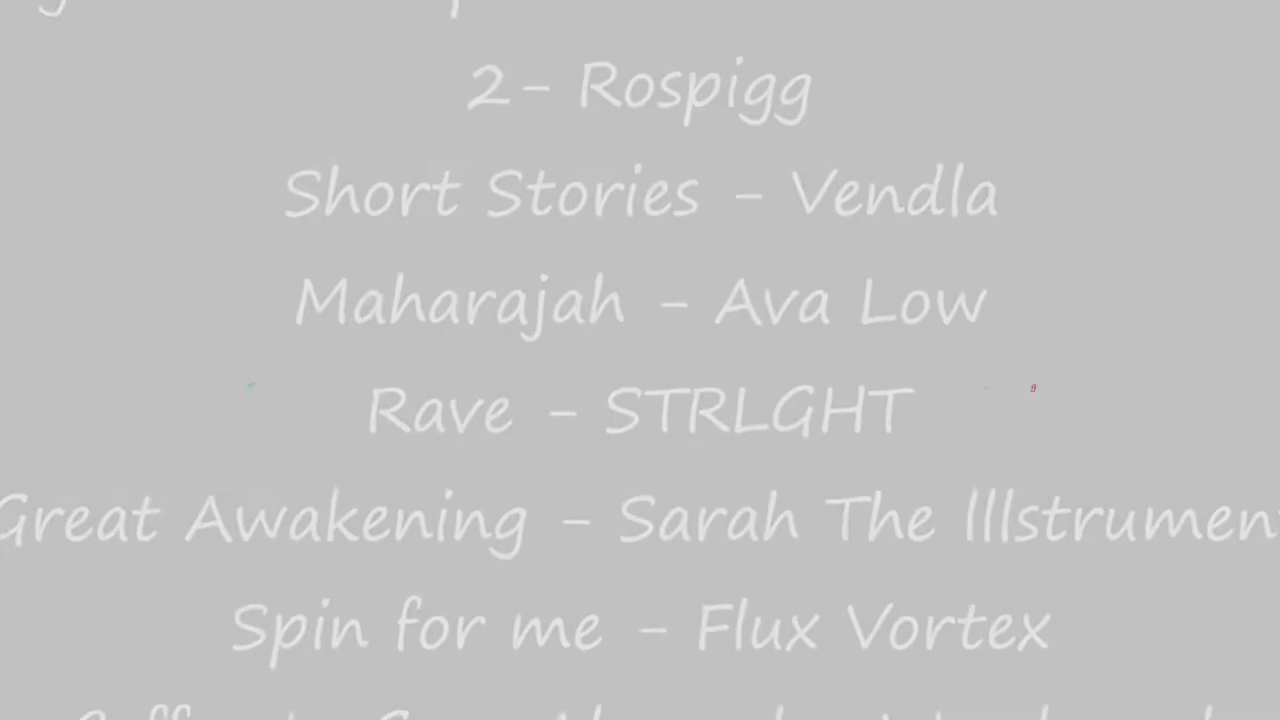 2- Rospigg
Short Stories - Vendla
Maharajah - Ava Low
Rave - STRLGHT
Great Awakening - Sarah The Illstrumen
Spin for me - Flux Vortex